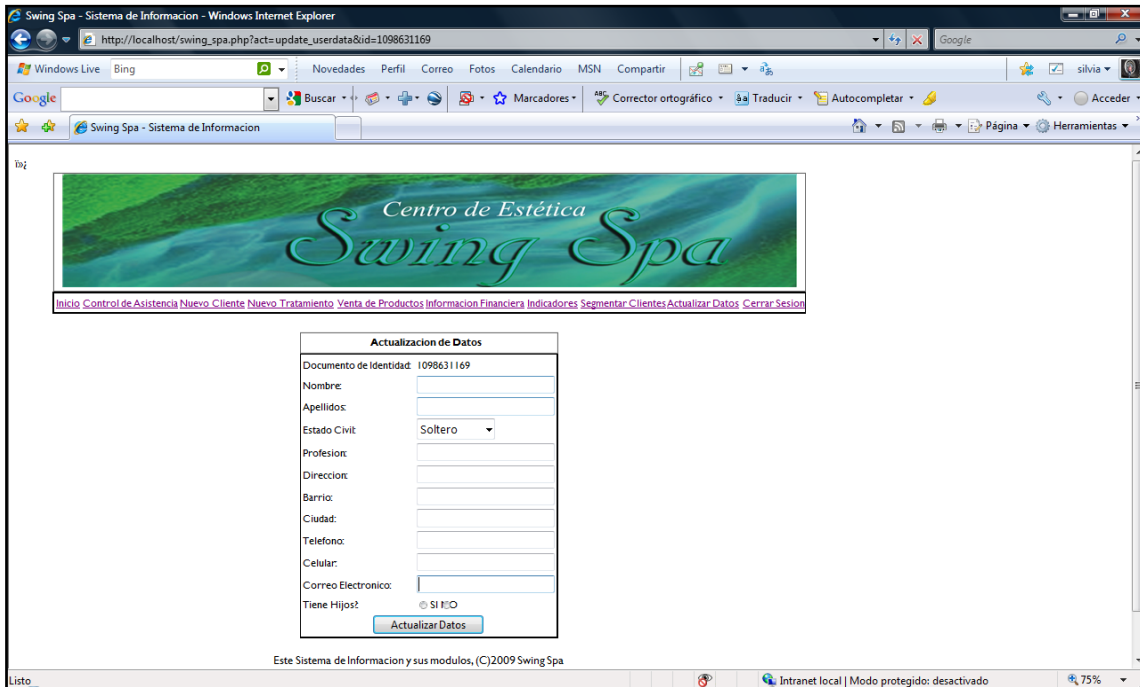 Swing Spa - Sistema de Informacion - Windows Internet Explorer
http://localhost/swing_spa.php?act=update_userdata&id=1098631169
Google
Windows Live Bing Novedades Perfil Correo Fotos Calendario MSN Compartir silvia
Google Buscar Marcadores Corrector ortográfico Traducir Autocompletar Acceder
Swing Spa - Sistema de Informacion Página Herramientas
ï»¿
Centro de Estética
Swing Spa
Inicio Control de Asistencia Nuevo Cliente Nuevo Tratamiento Venta de Productos Informacion Financiera Indicadores Segmentar Clientes Actualizar Datos Cerrar Sesion
Actualizacion de Datos
Documento de Identidad: 1098631169
Nombre:
Apellidos:
Estado Civil: Soltero
Profesion:
Direccion:
Barrio:
Ciudad:
Telefono:
Celular:
Correo Electronico:
Tiene Hijos?: SI NO
Actualizar Datos
Este Sistema de Informacion y sus modulos, (C)2009 Swing Spa
Listo Intranet local | Modo protegido: desactivado 75%